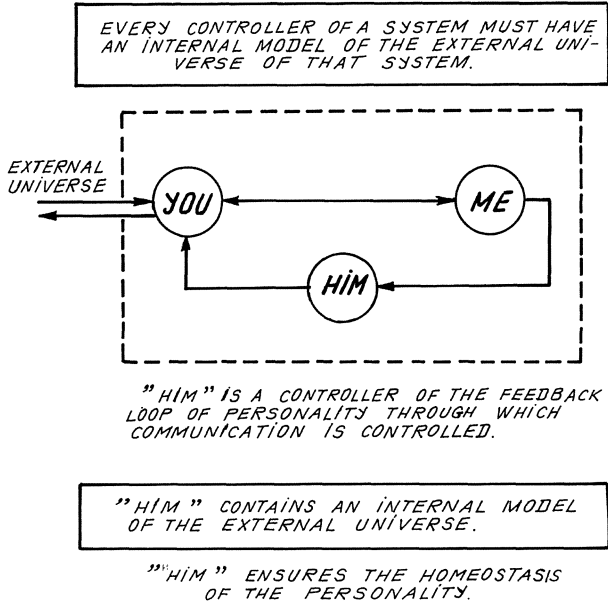 EVERY CONTROLLER OF A SYSTEM MUST HAVE
AN INTERNAL MODEL OF THE EXTERNAL UNI-
VERSE OF THAT SYSTEM.
EXTERNAL
UNIVERSE
YOU
ME
HIM
"HIM" IS A CONTROLLER OF THE FEEDBACK
LOOP OF PERSONALITY THROUGH WHICH
COMMUNICATION IS CONTROLLED.
"HIM" CONTAINS AN INTERNAL MODEL
OF THE EXTERNAL UNIVERSE.
"HIM" ENSURES THE HOMEOSTASIS
OF THE PERSONALITY.